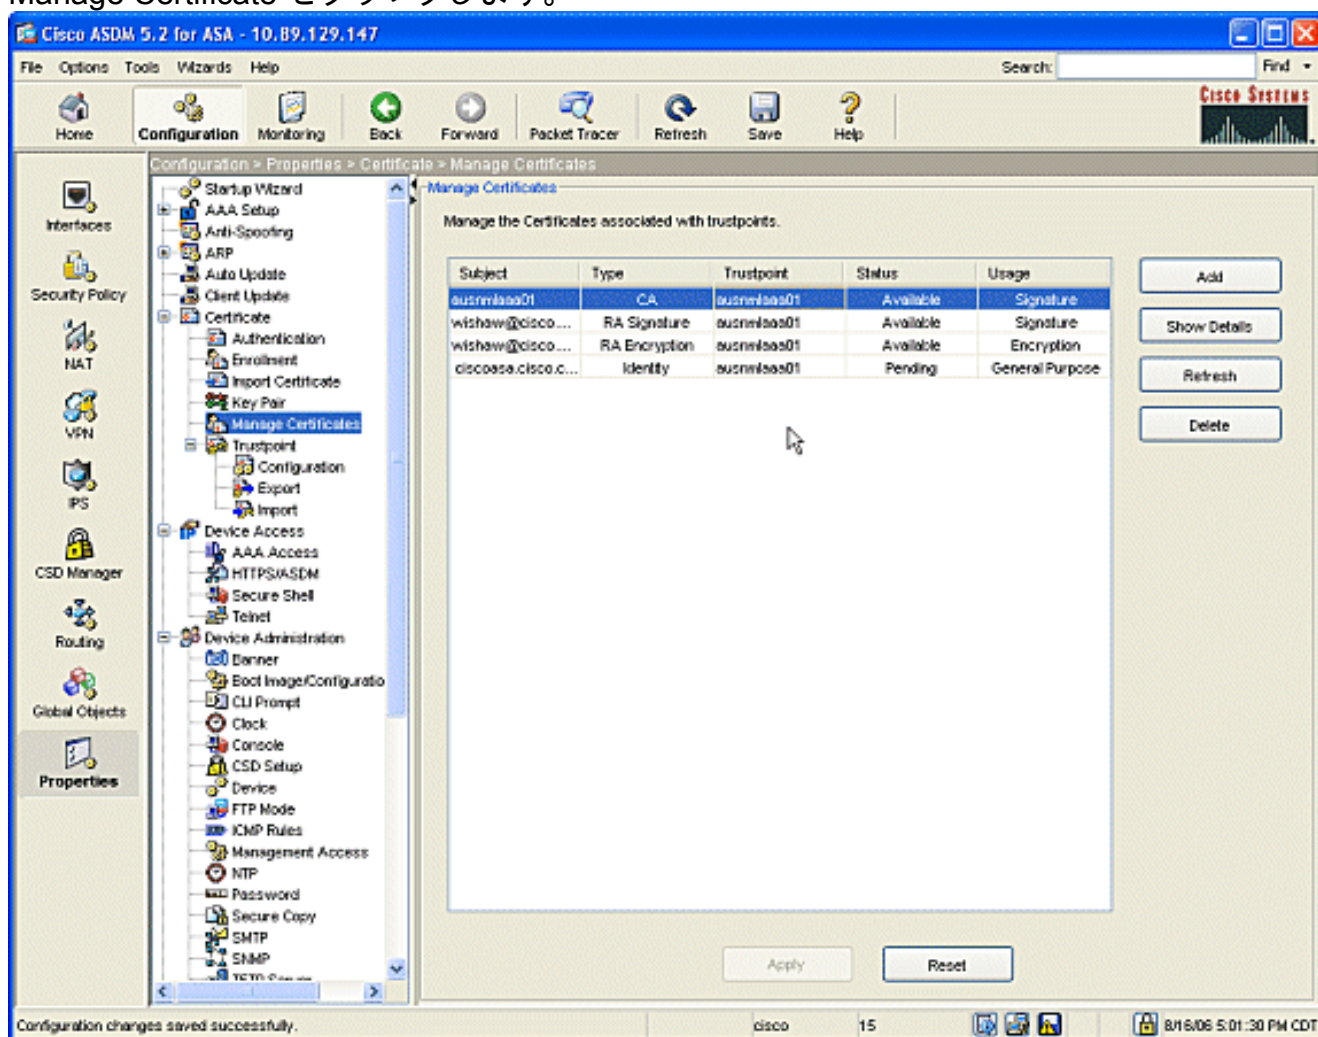 Manage Certificate をクリックします。
Cisco ASDM 5.2 for ASA - 10.89.129.147
File Options Tools Wizards Help Search: Find
Home Configuration Monitoring Back Forward Packet Tracer Refresh Save Help
CISCO SYSTEMS
Configuration > Properties > Certificate > Manage Certificates
Interfaces
Security Policy
NAT
VPN
IPS
CSD Manager
Routing
Global Objects
Properties
Startup Wizard
AAA Setup
Anti-Spoofing
ARP
Auto Update
Client Update
Certificate
Authentication
Enrollment
Import Certificate
Key Pair
Manage Certificates
Trustpoint
Configuration
Export
Import
Device Access
AAA Access
HTTPS/ASDM
Secure Shell
Telnet
Device Administration
Banner
Boot Image/Configuratio
CLI Prompt
Clock
Console
CSD Setup
Device
FTP Mode
ICMP Rules
Management Access
NTP
Password
Secure Copy
SMTP
SNMP
Manage Certificates
Manage the Certificates associated with trustpoints.
Subject Type Trustpoint Status Usage
ausnmlaaa01 CA ausnmlaaa01 Available Signature
wishaw@cisco.... RA Signature ausnmlaaa01 Available Signature
wishaw@cisco.... RA Encryption ausnmlaaa01 Available Encryption
ciscoasa.cisco.c... Identity ausnmlaaa01 Pending General Purpose
Add
Show Details
Refresh
Delete
Apply Reset
Configuration changes saved successfully. cisco 15 8/16/06 5:01:30 PM CDT